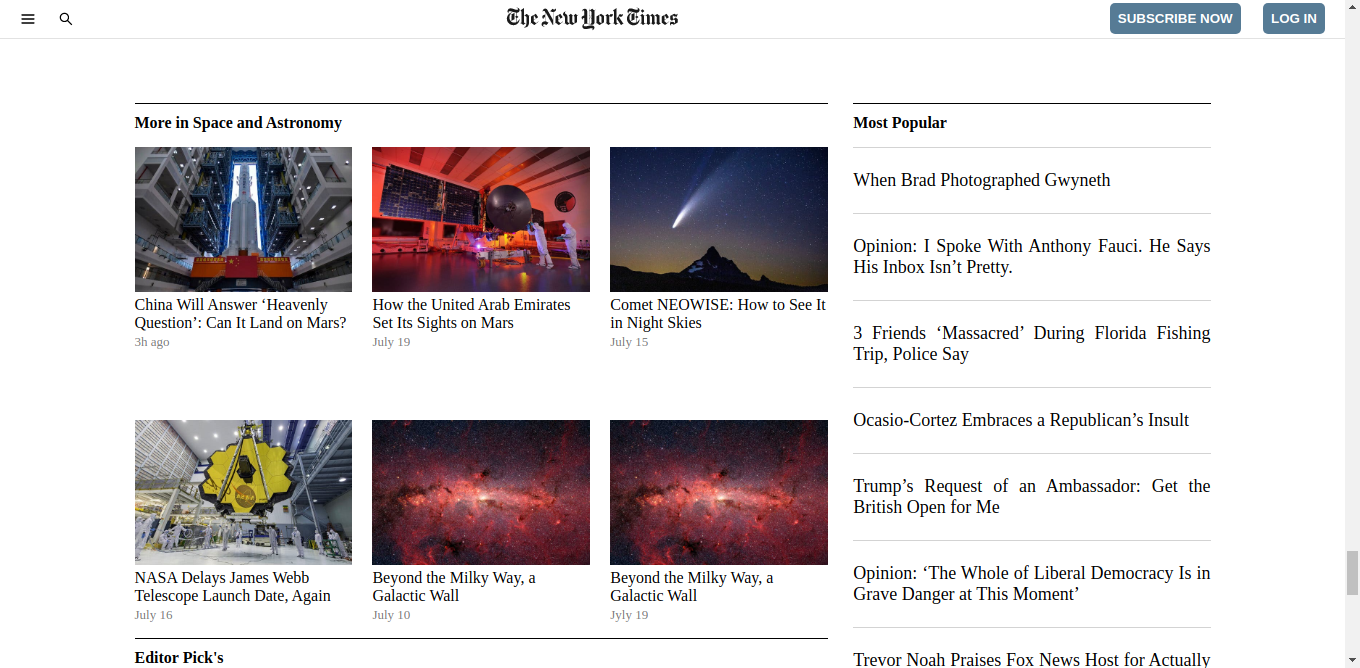 The New York Times
SUBSCRIBE NOW
LOG IN
More in Space and Astronomy
China Will Answer ‘Heavenly
Question’: Can It Land on Mars?
3h ago
How the United Arab Emirates
Set Its Sights on Mars
July 19
Comet NEOWISE: How to See It
in Night Skies
July 15
NASA Delays James Webb
Telescope Launch Date, Again
July 16
Beyond the Milky Way, a
Galactic Wall
July 10
Beyond the Milky Way, a
Galactic Wall
Jyly 19
Editor Pick's
Most Popular
When Brad Photographed Gwyneth
Opinion: I Spoke With Anthony Fauci. He Says
His Inbox Isn’t Pretty.
3 Friends ‘Massacred’ During Florida Fishing
Trip, Police Say
Ocasio-Cortez Embraces a Republican’s Insult
Trump’s Request of an Ambassador: Get the
British Open for Me
Opinion: ‘The Whole of Liberal Democracy Is in
Grave Danger at This Moment’
Trevor Noah Praises Fox News Host for Actually